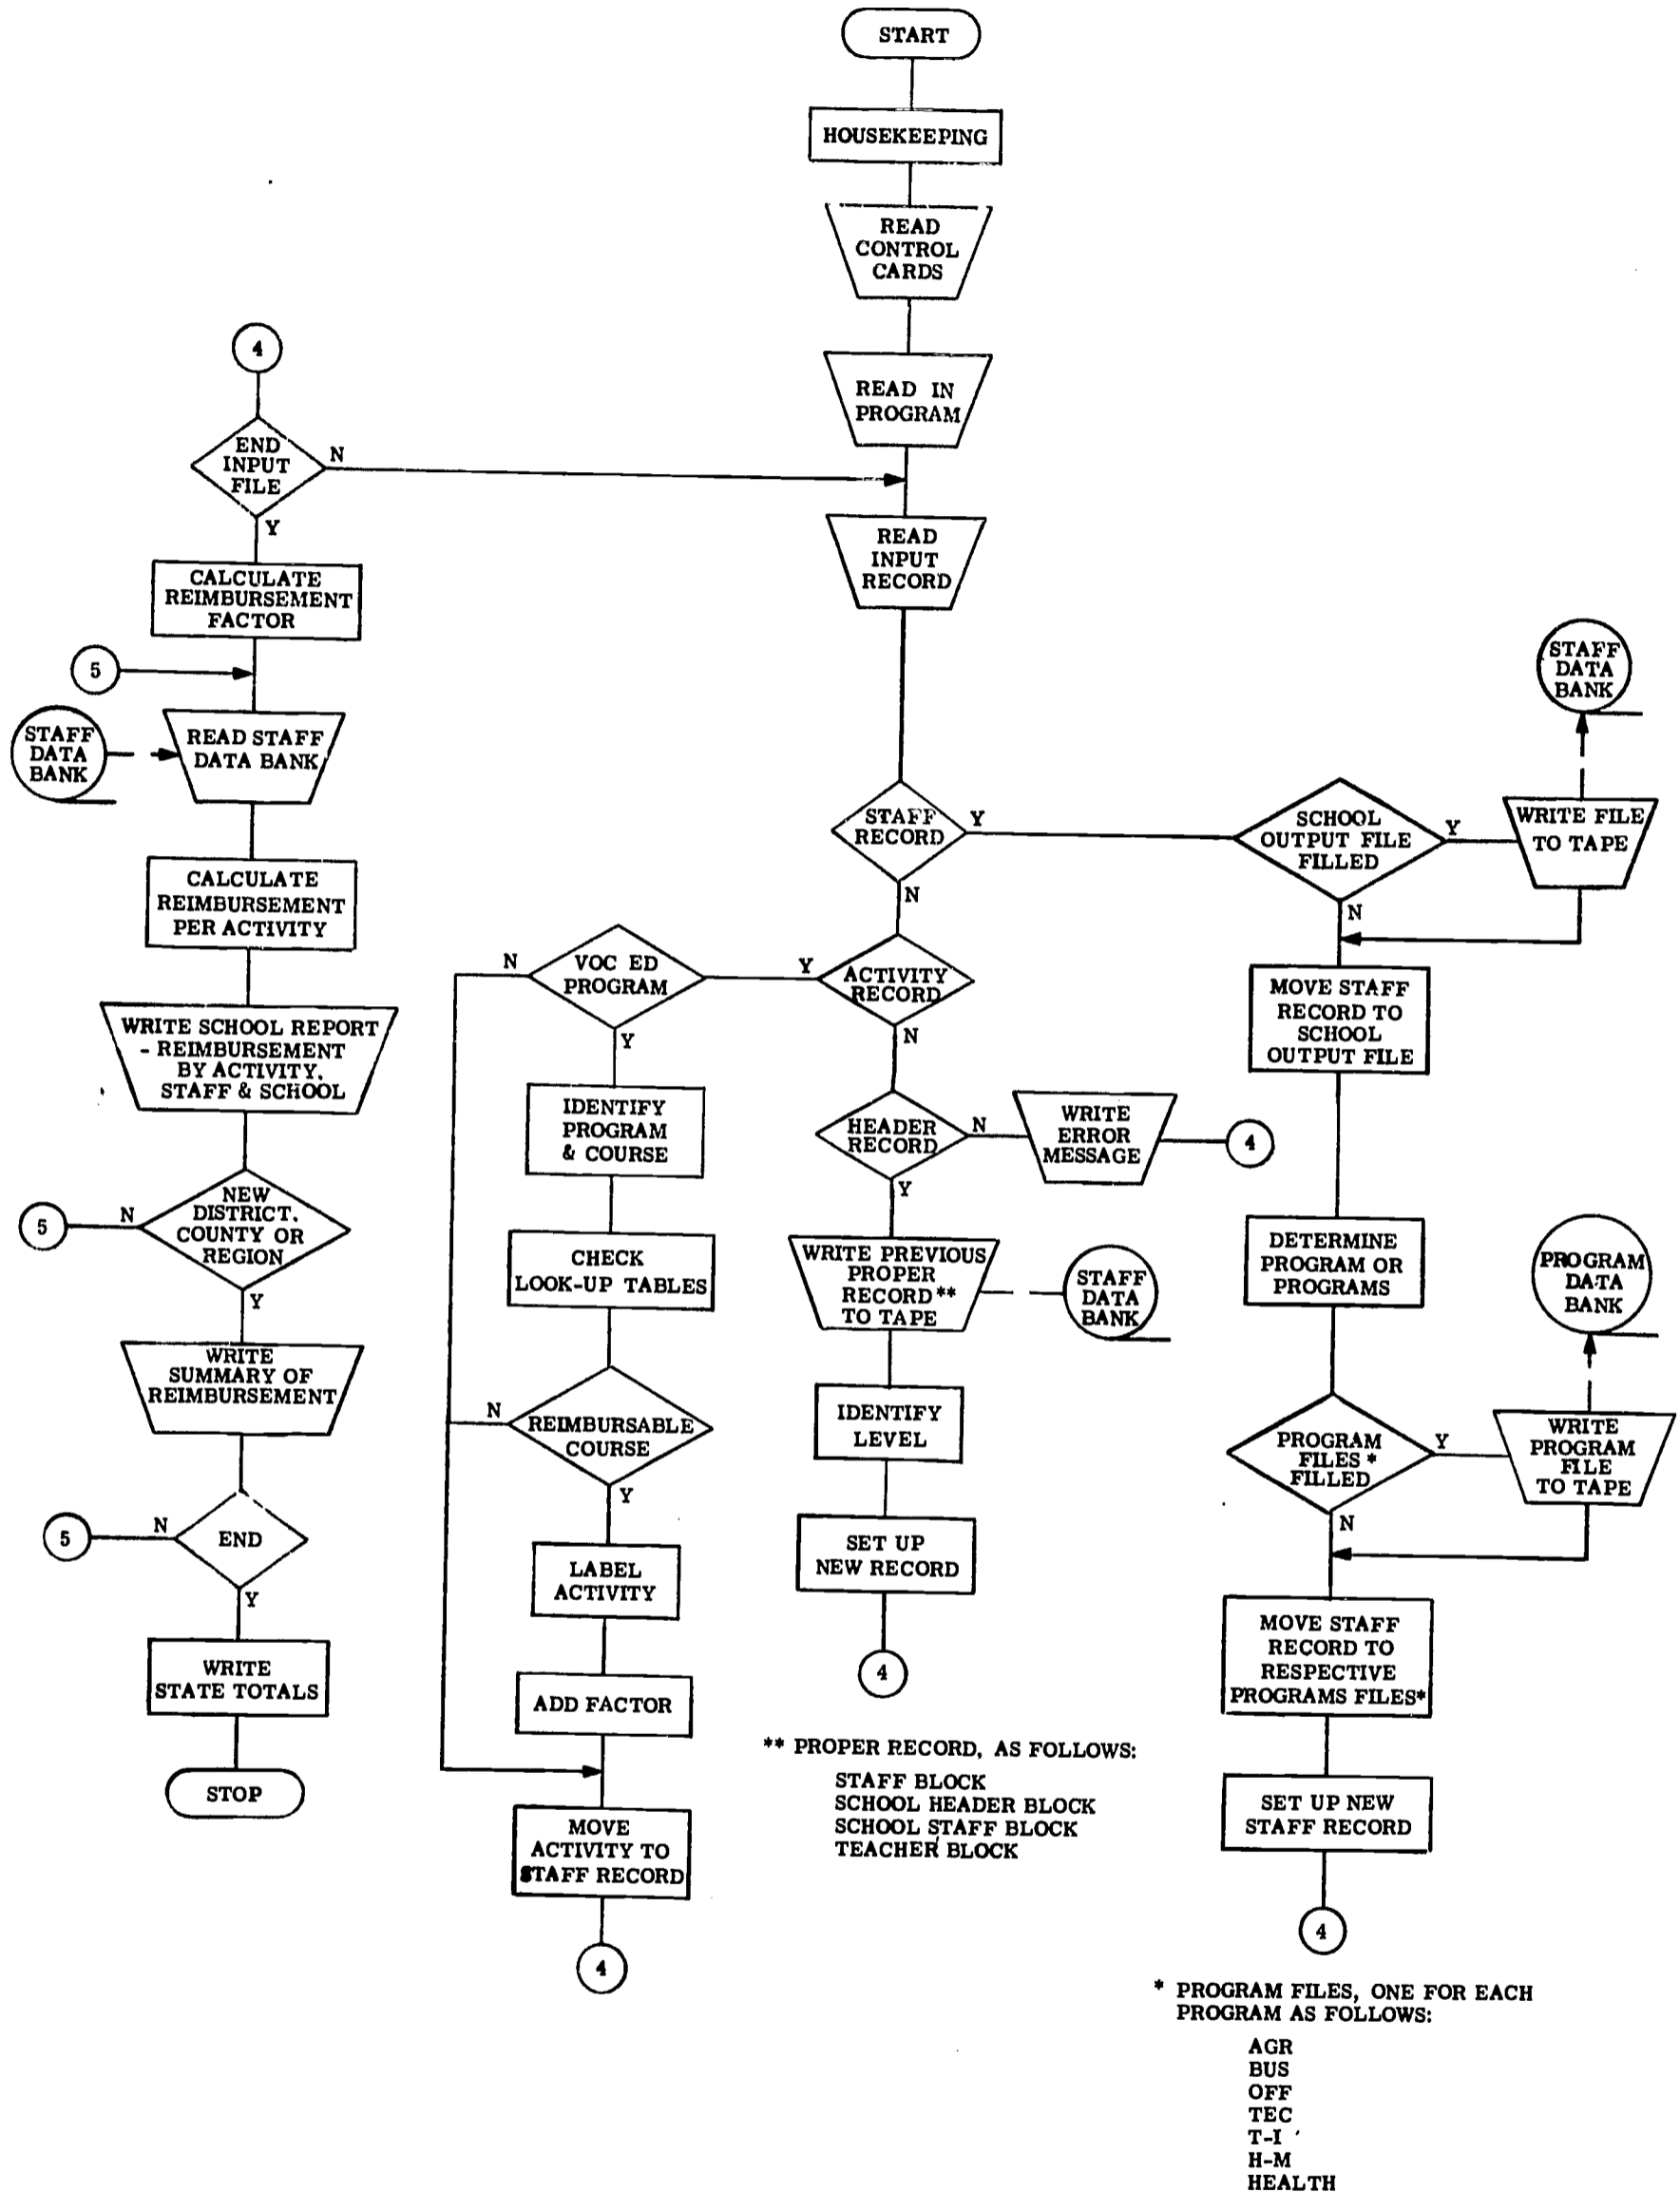 START
HOUSEKEEPING
READ
CONTROL
CARDS
READ IN
PROGRAM
4
END
INPUT
FILE
N
Y
READ
INPUT
RECORD
CALCULATE
REIMBURSEMENT
FACTOR
5
STAFF
DATA
BANK
READ STAFF
DATA BANK
CALCULATE
REIMBURSEMENT
PER ACTIVITY
WRITE SCHOOL REPORT
- REIMBURSEMENT
BY ACTIVITY,
STAFF & SCHOOL
NEW
DISTRICT,
COUNTY OR
REGION
N
5
Y
WRITE
SUMMARY OF
REIMBURSEMENT
END
N
5
Y
WRITE
STATE TOTALS
STOP
STAFF
RECORD
Y
N
ACTIVITY
RECORD
Y
N
VOC ED
PROGRAM
N
Y
IDENTIFY
PROGRAM
& COURSE
CHECK
LOOK-UP TABLES
REIMBURSABLE
COURSE
N
Y
LABEL
ACTIVITY
ADD FACTOR
MOVE
ACTIVITY TO
STAFF RECORD
4
HEADER
RECORD
N
Y
WRITE
ERROR
MESSAGE
4
WRITE PREVIOUS
PROPER
RECORD**
TO TAPE
STAFF
DATA
BANK
IDENTIFY
LEVEL
SET UP
NEW RECORD
4
** PROPER RECORD, AS FOLLOWS:
STAFF BLOCK
SCHOOL HEADER BLOCK
SCHOOL STAFF BLOCK
TEACHER BLOCK
SCHOOL
OUTPUT FILE
FILLED
Y
N
WRITE FILE
TO TAPE
STAFF
DATA
BANK
MOVE STAFF
RECORD TO
SCHOOL
OUTPUT FILE
DETERMINE
PROGRAM OR
PROGRAMS
PROGRAM
FILES *
FILLED
Y
N
WRITE
PROGRAM
FILE
TO TAPE
PROGRAM
DATA
BANK
MOVE STAFF
RECORD TO
RESPECTIVE
PROGRAMS FILES*
SET UP NEW
STAFF RECORD
4
* PROGRAM FILES, ONE FOR EACH
PROGRAM AS FOLLOWS:
AGR
BUS
OFF
TEC
T-I
H-M
HEALTH